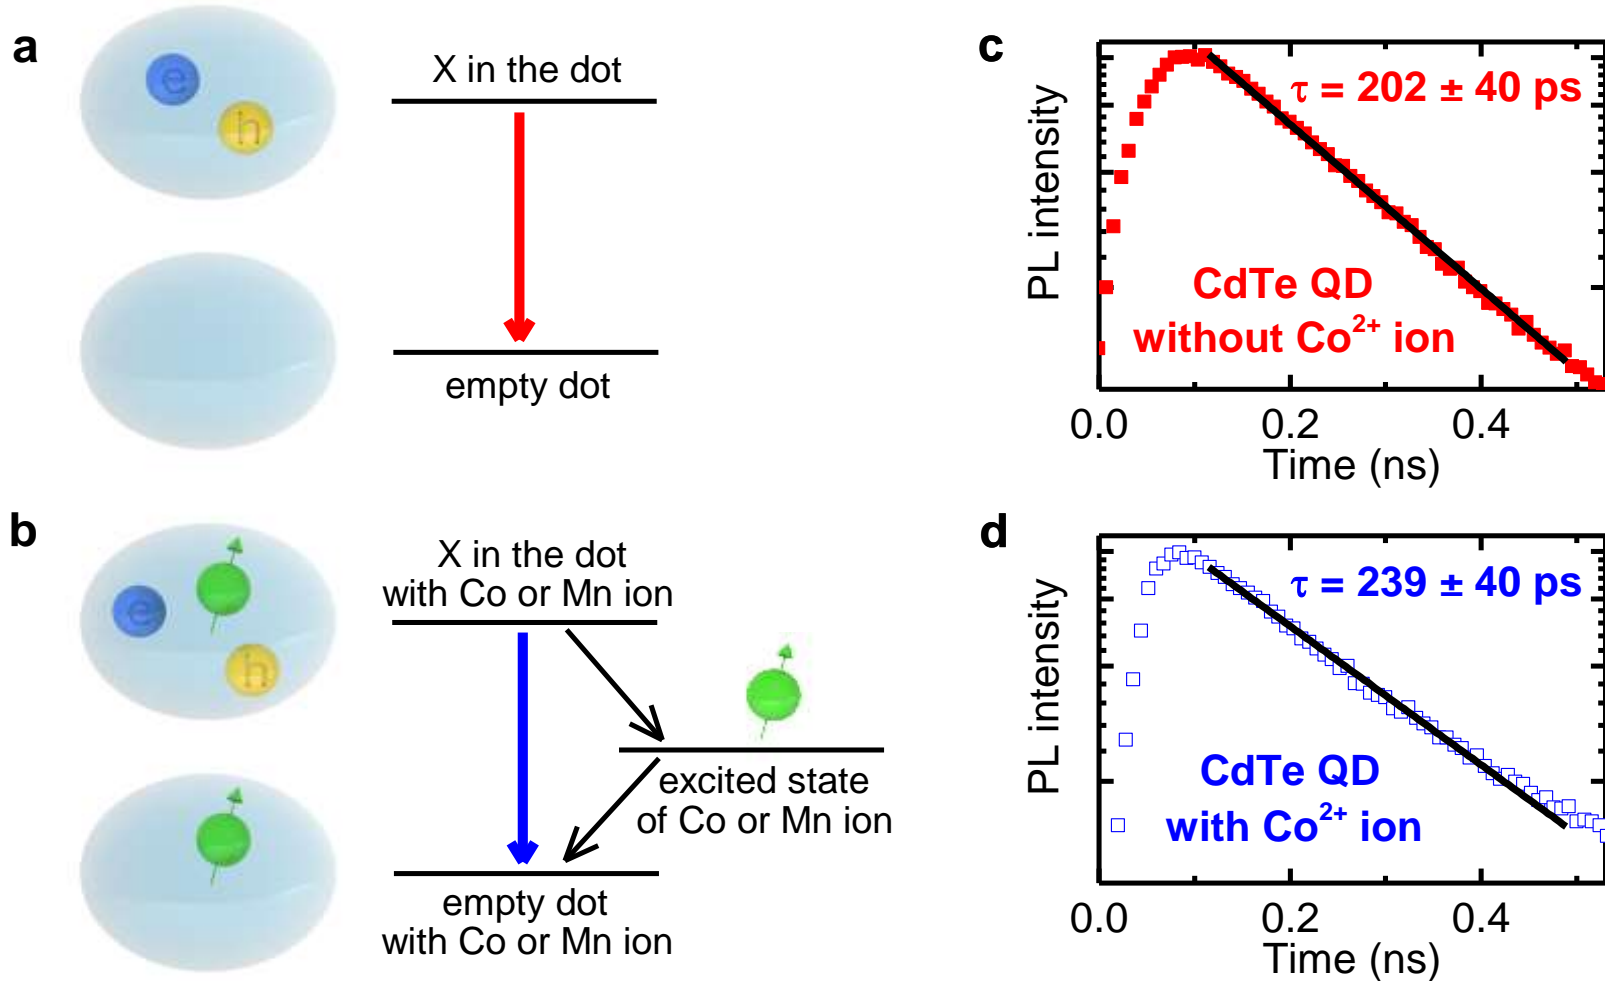 a
e
h
X in the dot
empty dot
b
e
h
X in the dot
with Co or Mn ion
excited state
of Co or Mn ion
empty dot
with Co or Mn ion
c
PL intensity
τ = 202 ± 40 ps
CdTe QD
without Co²⁺ ion
0.0 0.2 0.4
Time (ns)
d
PL intensity
τ = 239 ± 40 ps
CdTe QD
with Co²⁺ ion
0.0 0.2 0.4
Time (ns)